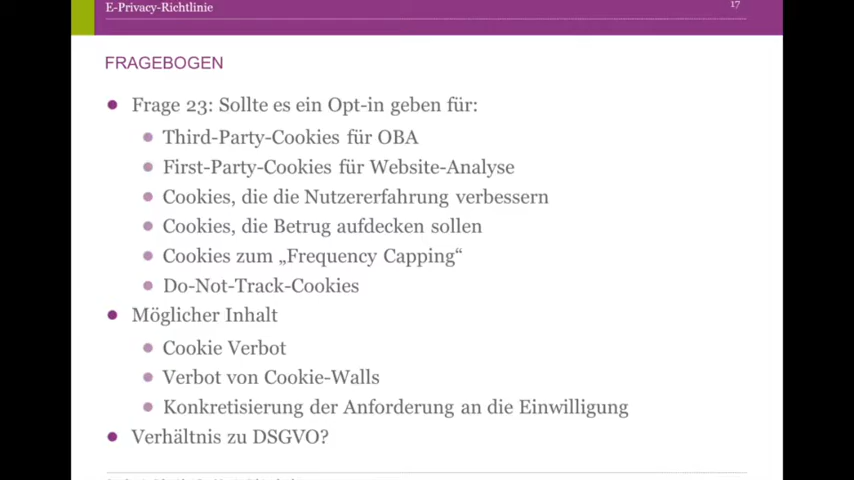 E-Privacy-Richtlinie
17
FRAGEBOGEN
Frage 23: Sollte es ein Opt-in geben für:
Third-Party-Cookies für OBA
First-Party-Cookies für Website-Analyse
Cookies, die die Nutzererfahrung verbessern
Cookies, die Betrug aufdecken sollen
Cookies zum „Frequency Capping“
Do-Not-Track-Cookies
Möglicher Inhalt
Cookie Verbot
Verbot von Cookie-Walls
Konkretisierung der Anforderung an die Einwilligung
Verhältnis zu DSGVO?